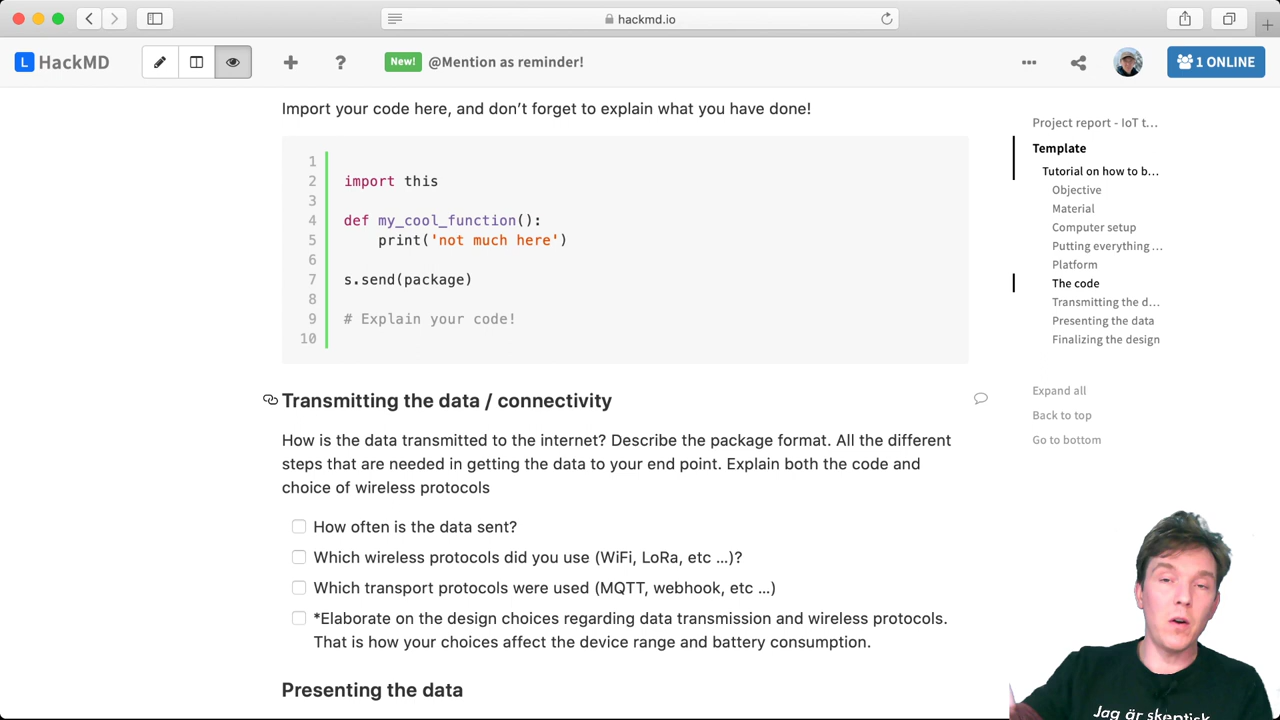 hackmd.io
HackMD
New! @Mention as reminder!
1 ONLINE
Import your code here, and don’t forget to explain what you have done!
1
2 import this
3
4 def my_cool_function():
5 print('not much here')
6
7 s.send(package)
8
9 # Explain your code!
10
Transmitting the data / connectivity
How is the data transmitted to the internet? Describe the package format. All the different
steps that are needed in getting the data to your end point. Explain both the code and
choice of wireless protocols
How often is the data sent?
Which wireless protocols did you use (WiFi, LoRa, etc …)?
Which transport protocols were used (MQTT, webhook, etc …)
*Elaborate on the design choices regarding data transmission and wireless protocols.
That is how your choices affect the device range and battery consumption.
Presenting the data
Project report - IoT t…
Template
Tutorial on how to b…
Objective
Material
Computer setup
Putting everything …
Platform
The code
Transmitting the d…
Presenting the data
Finalizing the design
Expand all
Back to top
Go to bottom
Jag är skeptisk